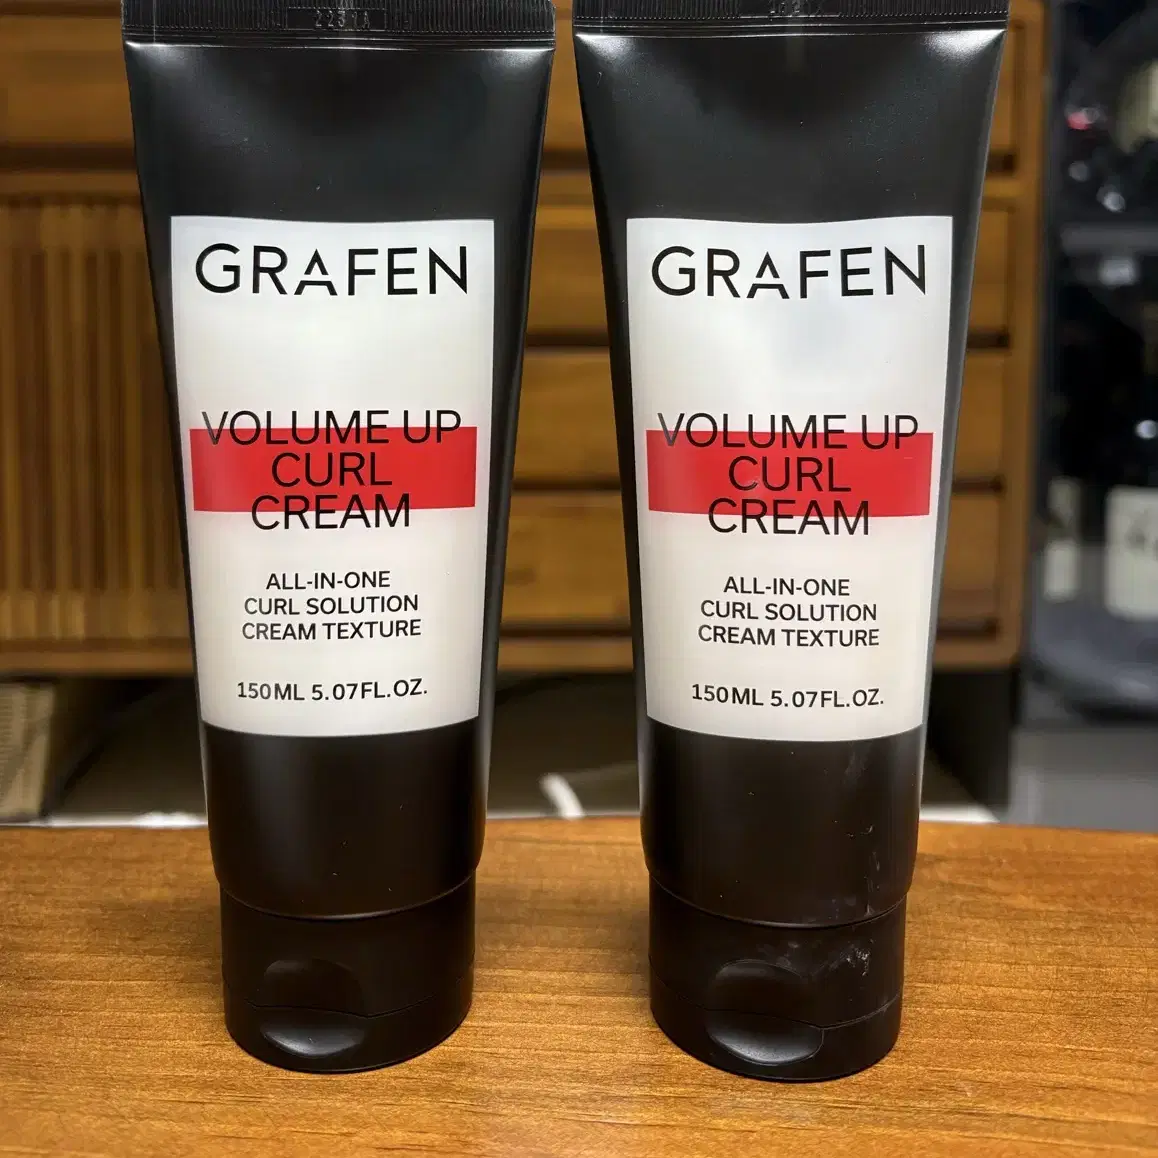 GRAFEN
VOLUME UP
CURL
CREAM
ALL-IN-ONE
CURL SOLUTION
CREAM TEXTURE
150ML 5.07FL.OZ.
GRAFEN
VOLUME UP
CURL
CREAM
ALL-IN-ONE
CURL SOLUTION
CREAM TEXTURE
150ML 5.07FL.OZ.